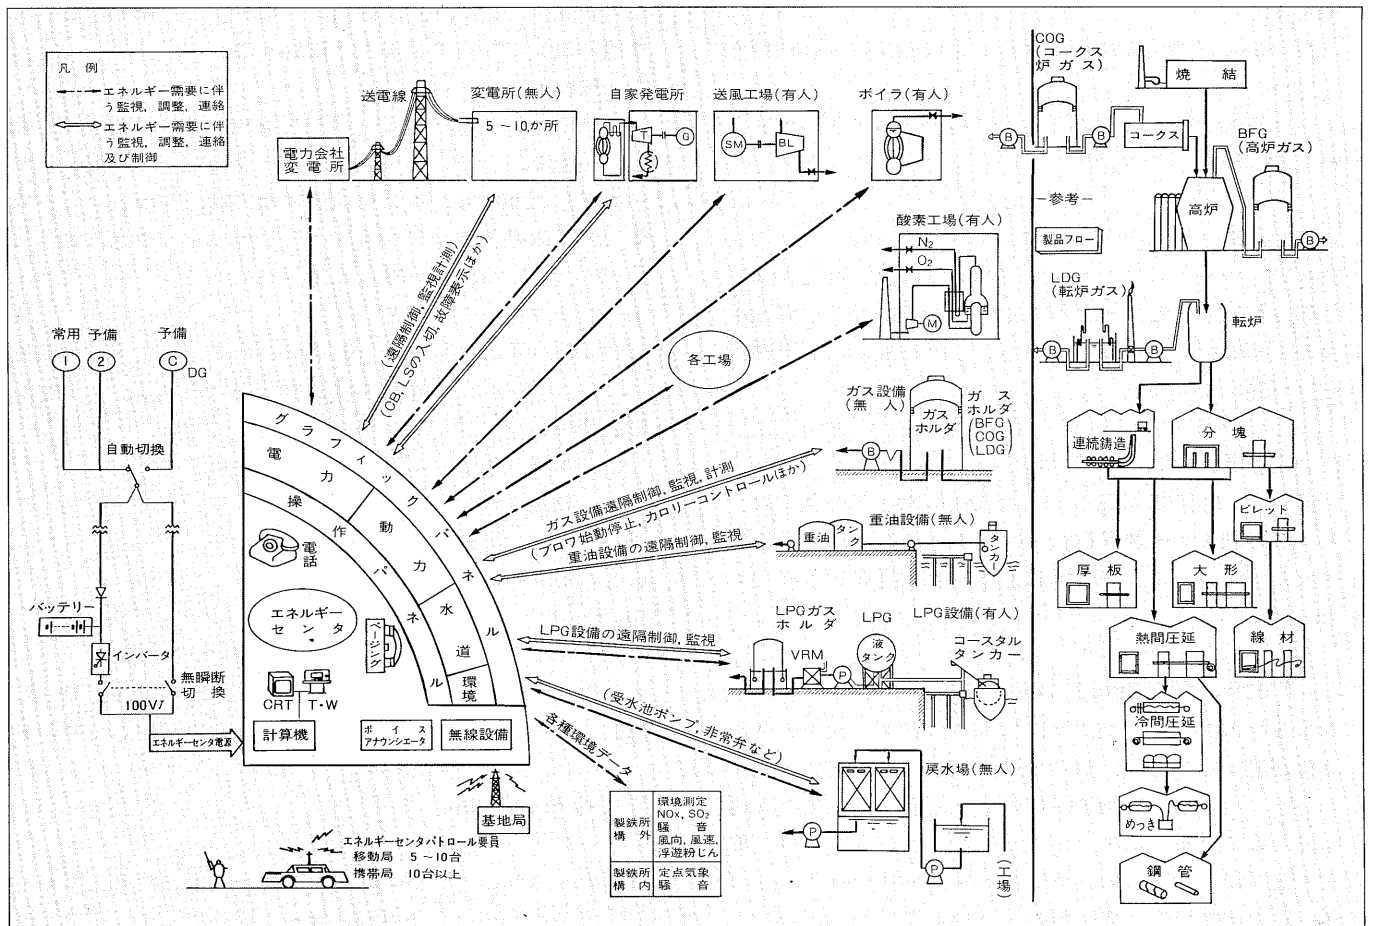 凡例
エネルギー需要に伴
う監視,調整,連絡
エネルギー需要に伴
う監視,調整,連絡
及び制御
送電線
電力会社
変電所
変電所(無人)
5～10か所
自家発電所
T
G
送風工場(有人)
SM
BL
ボイラ(有人)
酸素工場(有人)
N2
O2
M
(遠隔制御,監視計測)
(CB,LSの入切,故障表示ほか)
各工場
常用 予備
予備
1
2
C
DG
自動切換
バッテリー
インバータ
無瞬断
切換
100V
エネルギーセンタ電源
グラフィックパネル
電力
動力
水道
環境
操作パネル
電話
エネルギー
センタ
ページング
CRT T・W
計算機
ボイス
アナウンシエータ
無線設備
基地局
エネルギーセンタパトロール要員
移動局 5～10台
携帯局 10台以上
ガス設備
(無人)
ガス
ホルダ
ガス
ホルダ
(BFG
COG
LDG)
B
ガス設備遠隔制御,監視,計測
(ブロワ始動停止,カロリーコントロールほか)
重油設備の遠隔制御,監視
重油設備(無人)
重油
タンク
タンカー
LPG設備の遠隔制御,監視
LPGガス
ホルダ
VRM
P
LPG
液
タンク
LPG設備(有人)
コースタル
タンカー
(受水池ポンプ,非常弁など)
各種環境データ
戻水場(無人)
P
P
(工場)
製鉄所
構外
環境測定
NOx, SO2
騒音
風向,風速,
浮遊粉じん
製鉄所
構内
定点気象
騒音
COG
(コークス
炉ガス)
焼結
B
B
コークス
BFG
(高炉ガス)
高炉
B
－参考－
製品フロー
LDG
(転炉ガス)
転炉
B
B
連続鋳造
分塊
ビレット
厚板
大形
熱間圧延
線材
冷間圧延
めっき
鋼管